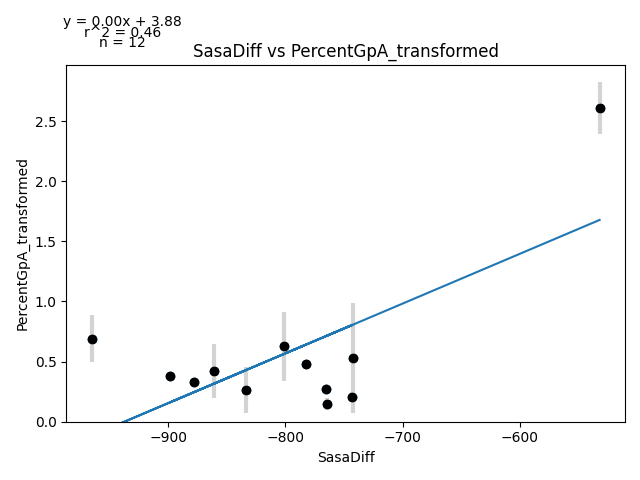 y = 0.00x + 3.88
r^2 = 0.46
n = 12
SasaDiff vs PercentGpA_transformed
PercentGpA_transformed
2.5
2.0
1.5
1.0
0.5
0.0
−900
−800
−700
−600
SasaDiff